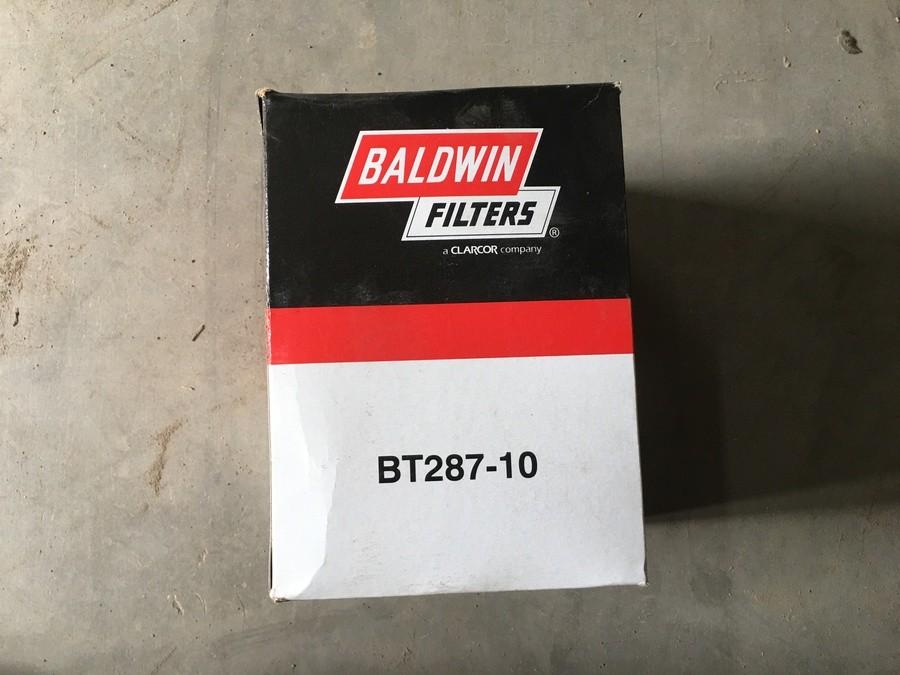 BALDWIN
FILTERS®
a CLARCOR company
BT287-10